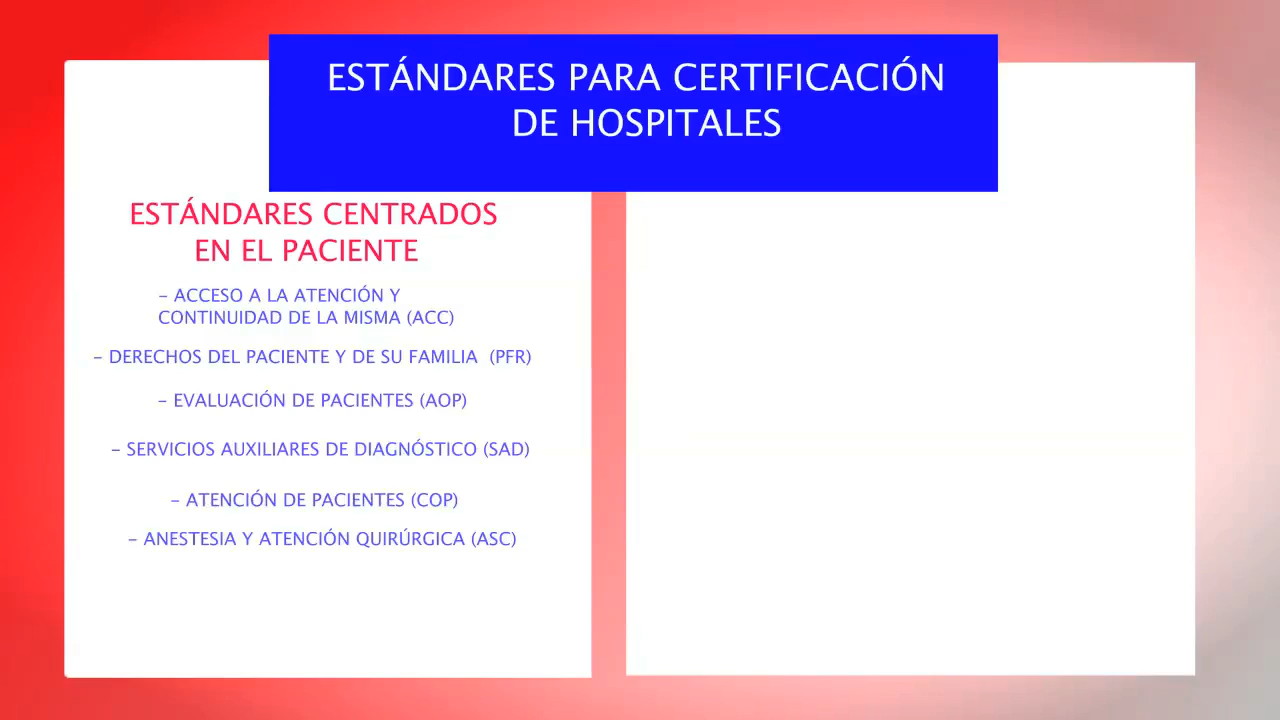 ESTÁNDARES PARA CERTIFICACIÓN
DE HOSPITALES
ESTÁNDARES CENTRADOS
EN EL PACIENTE
– ACCESO A LA ATENCIÓN Y
CONTINUIDAD DE LA MISMA (ACC)
– DERECHOS DEL PACIENTE Y DE SU FAMILIA (PFR)
– EVALUACIÓN DE PACIENTES (AOP)
– SERVICIOS AUXILIARES DE DIAGNÓSTICO (SAD)
– ATENCIÓN DE PACIENTES (COP)
– ANESTESIA Y ATENCIÓN QUIRÚRGICA (ASC)